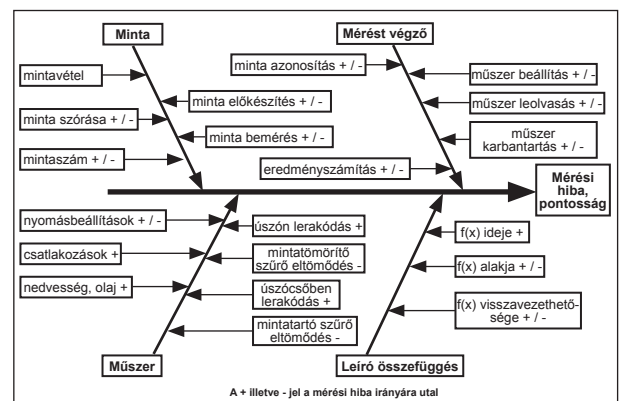 Minta
mintavétel
minta előkészítés + / -
minta szórása + / -
minta bemérés + / -
mintaszám + / -
Mérést végző
minta azonosítás + / -
műszer beállítás + / -
műszer leolvasás + / -
műszer
karbantartás + / -
eredményszámítás + / -
Mérési
hiba,
pontosság
nyomásbeállítások + / -
úszón lerakódás +
csatlakozások +
mintatömörítő
szűrő eltömődés -
nedvesség, olaj +
úszócsőben
lerakódás +
mintatartó szűrő
eltömődés -
Műszer
f(x) ideje +
f(x) alakja + / -
f(x) visszavezethető-
sége + / -
Leíró összefüggés
A + illetve - jel a mérési hiba irányára utal